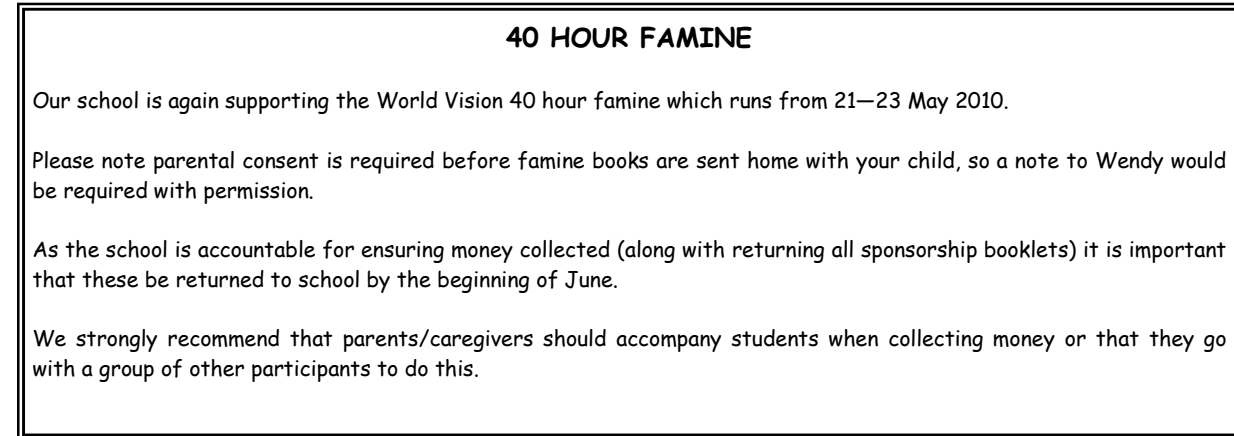 40 HOUR FAMINE
Our school is again supporting the World Vision 40 hour famine which runs from 21—23 May 2010.
Please note parental consent is required before famine books are sent home with your child, so a note to Wendy would
be required with permission.
As the school is accountable for ensuring money collected (along with returning all sponsorship booklets) it is important
that these be returned to school by the beginning of June.
We strongly recommend that parents/caregivers should accompany students when collecting money or that they go
with a group of other participants to do this.